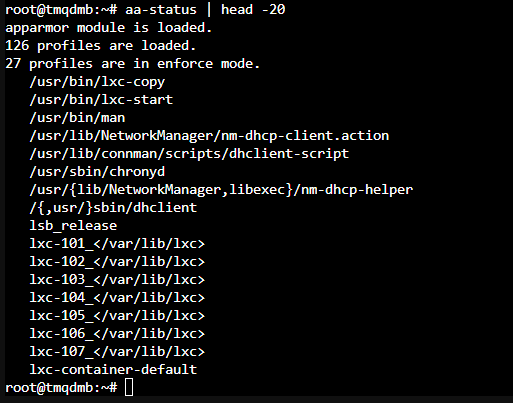 root@tmqdmb:~# aa-status | head -20
apparmor module is loaded.
126 profiles are loaded.
27 profiles are in enforce mode.
   /usr/bin/lxc-copy
   /usr/bin/lxc-start
   /usr/bin/man
   /usr/lib/NetworkManager/nm-dhcp-client.action
   /usr/lib/connman/scripts/dhclient-script
   /usr/sbin/chronyd
   /usr/{lib/NetworkManager,libexec}/nm-dhcp-helper
   /{,usr/}sbin/dhclient
   lsb_release
   lxc-101_</var/lib/lxc>
   lxc-102_</var/lib/lxc>
   lxc-103_</var/lib/lxc>
   lxc-104_</var/lib/lxc>
   lxc-105_</var/lib/lxc>
   lxc-106_</var/lib/lxc>
   lxc-107_</var/lib/lxc>
   lxc-container-default
root@tmqdmb:~#